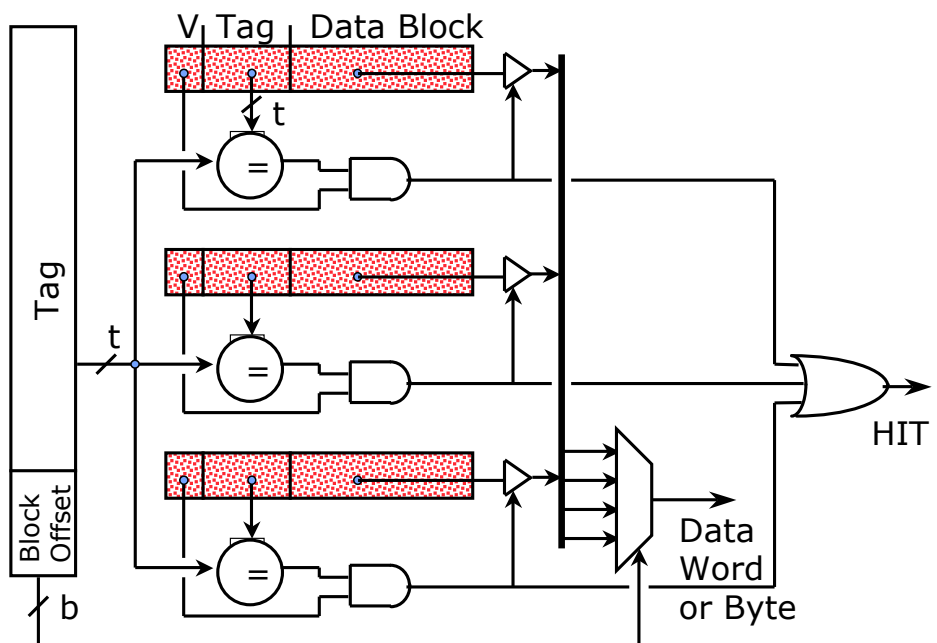 V Tag Data Block
t
=
Tag
t
=
HIT
Block
Offset
=
Data
Word
or Byte
b